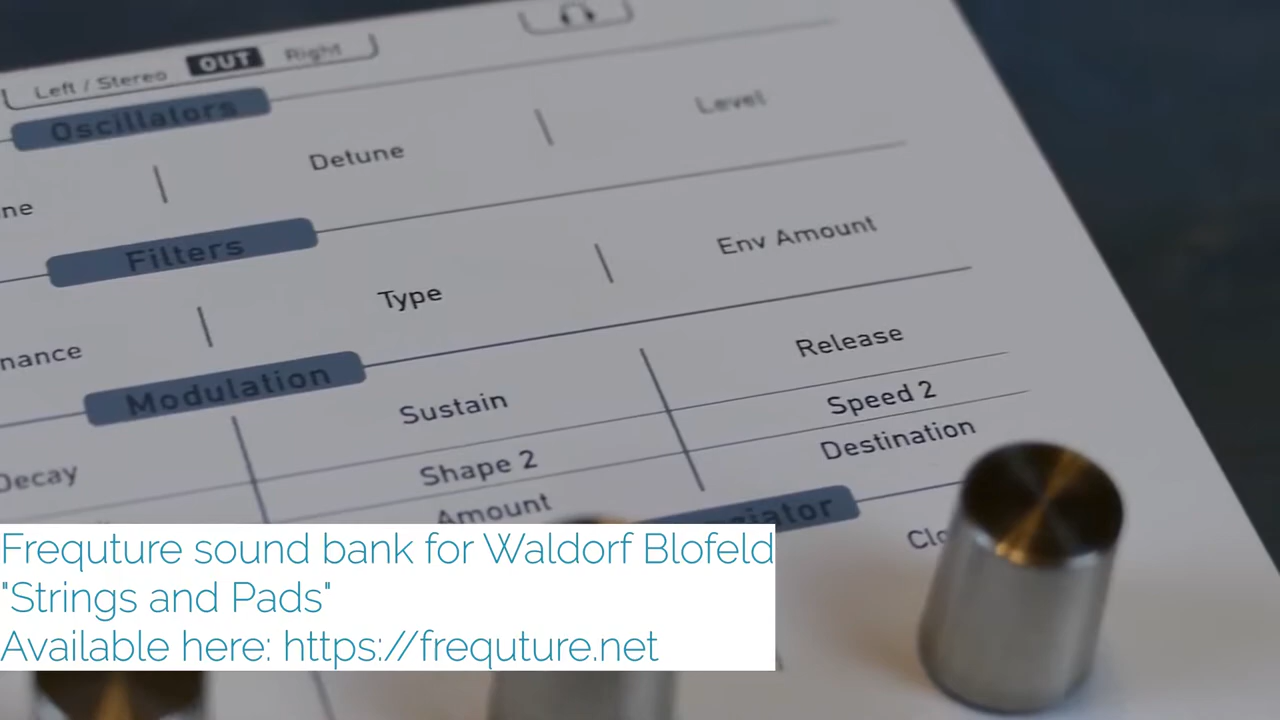 Left / Stereo OUT Right
Oscillators
Detune
Level
Filters
Type
Env Amount
Modulation
Sustain
Release
Decay
Shape 2
Speed 2
Amount
Destination
Frequture sound bank for Waldorf Blofeld
"Strings and Pads"
Available here: https://frequture.net